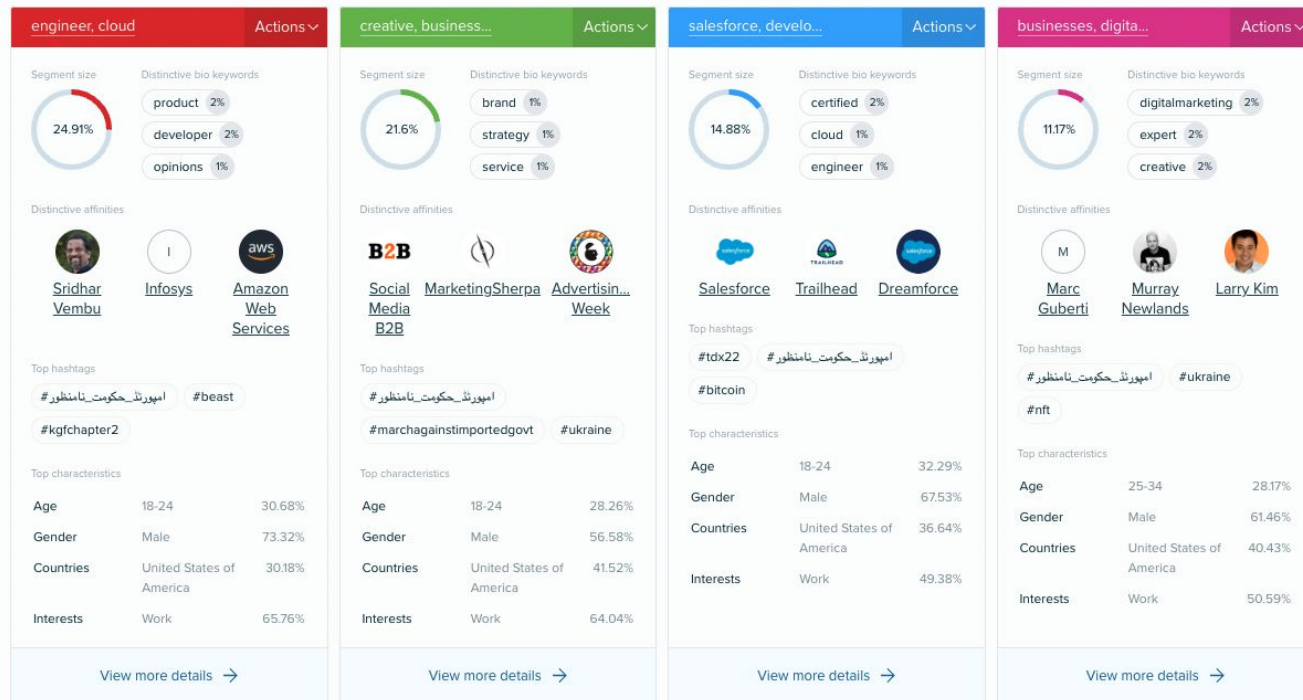 engineer, cloud
Actions
Segment size
Distinctive bio keywords
24.91%
product 2%
developer 2%
opinions 1%
Distinctive affinities
I
aws
Sridhar
Vembu
Infosys
Amazon
Web
Services
Top hashtags
#امپورٹڈ_حکومت_نامنظور
#beast
#kgfchapter2
Top characteristics
Age 18-24 30.68%
Gender Male 73.32%
Countries United States of 30.18%
America
Interests Work 65.76%
View more details →
creative, business...
Actions
Segment size
Distinctive bio keywords
21.6%
brand 1%
strategy 1%
service 1%
Distinctive affinities
B2B
Social
Media
B2B
MarketingSherpa
Advertisin...
Week
Top hashtags
#امپورٹڈ_حکومت_نامنظور
#marchagainstimportedgovt
#ukraine
Top characteristics
Age 18-24 28.26%
Gender Male 56.58%
Countries United States of 41.52%
America
Interests Work 64.04%
View more details →
salesforce, develo...
Actions
Segment size
Distinctive bio keywords
14.88%
certified 2%
cloud 1%
engineer 1%
Distinctive affinities
salesforce
TRAILHEAD
salesforce
Salesforce
Trailhead
Dreamforce
Top hashtags
#tdx22
#امپورٹڈ_حکومت_نامنظور
#bitcoin
Top characteristics
Age 18-24 32.29%
Gender Male 67.53%
Countries United States of 36.64%
America
Interests Work 49.38%
View more details →
businesses, digita...
Actions
Segment size
Distinctive bio keywords
11.17%
digitalmarketing 2%
expert 2%
creative 2%
Distinctive affinities
M
Marc
Guberti
Murray
Newlands
Larry Kim
Top hashtags
#امپورٹڈ_حکومت_نامنظور
#ukraine
#nft
Top characteristics
Age 25-34 28.17%
Gender Male 61.46%
Countries United States of 40.43%
America
Interests Work 50.59%
View more details →